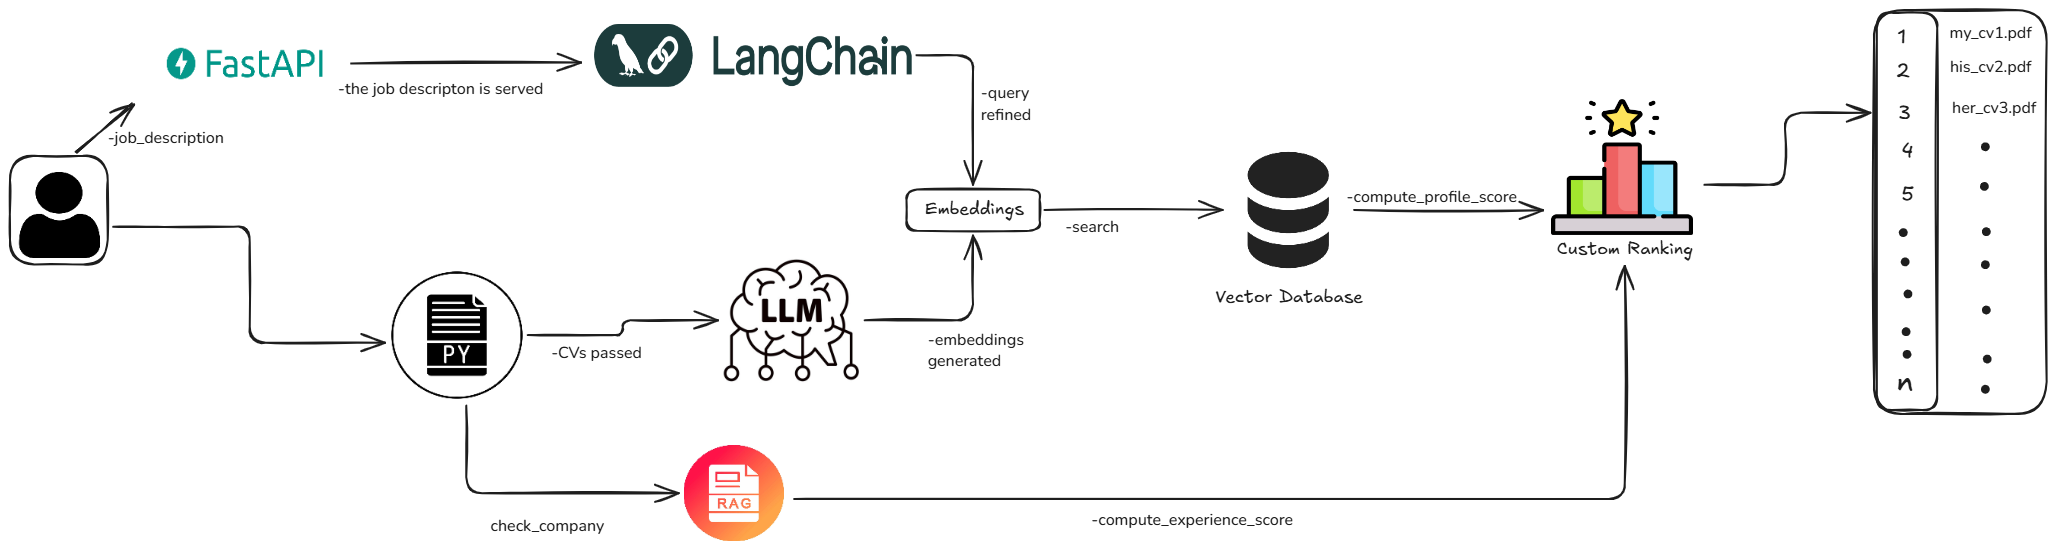 FastAPI
-the job descripton is served
LangChain
-job_description
-query
refined
Embeddings
-search
-compute_profile_score
Custom Ranking
Vector Database
PY
-CVs passed
LLM
-embeddings
generated
check_company
RAG
-compute_experience_score
1 my_cv1.pdf
2 his_cv2.pdf
3 her_cv3.pdf
4
5
n